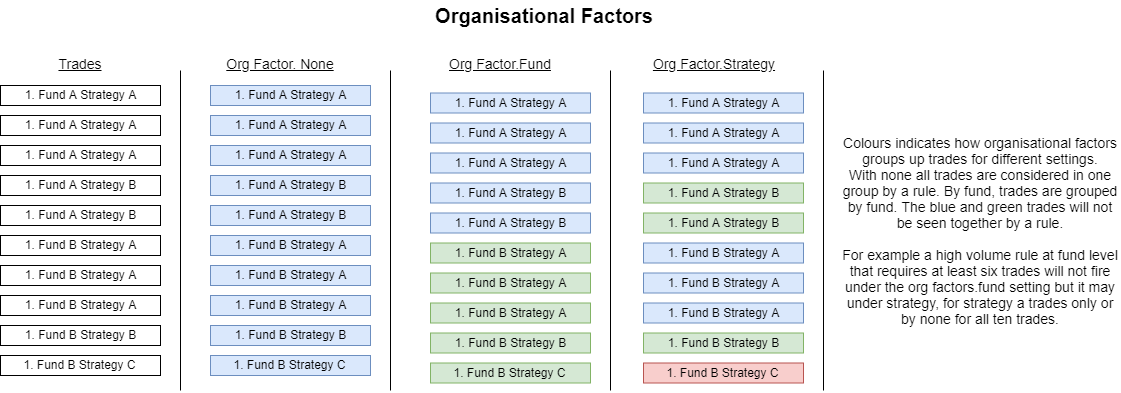 Organisational Factors
Trades
1. Fund A Strategy A
1. Fund A Strategy A
1. Fund A Strategy A
1. Fund A Strategy B
1. Fund A Strategy B
1. Fund B Strategy A
1. Fund B Strategy A
1. Fund B Strategy A
1. Fund B Strategy B
1. Fund B Strategy C
Org Factor. None
1. Fund A Strategy A
1. Fund A Strategy A
1. Fund A Strategy A
1. Fund A Strategy B
1. Fund A Strategy B
1. Fund B Strategy A
1. Fund B Strategy A
1. Fund B Strategy A
1. Fund B Strategy B
1. Fund B Strategy C
Org Factor.Fund
1. Fund A Strategy A
1. Fund A Strategy A
1. Fund A Strategy A
1. Fund A Strategy B
1. Fund A Strategy B
1. Fund B Strategy A
1. Fund B Strategy A
1. Fund B Strategy A
1. Fund B Strategy B
1. Fund B Strategy C
Org Factor.Strategy
1. Fund A Strategy A
1. Fund A Strategy A
1. Fund A Strategy A
1. Fund A Strategy B
1. Fund A Strategy B
1. Fund B Strategy A
1. Fund B Strategy A
1. Fund B Strategy A
1. Fund B Strategy B
1. Fund B Strategy C
Colours indicates how organisational factors
groups up trades for different settings.
With none all trades are considered in one
group by a rule. By fund, trades are grouped
by fund. The blue and green trades will not
be seen together by a rule.
For example a high volume rule at fund level
that requires at least six trades will not fire
under the org factors.fund setting but it may
under strategy, for strategy a trades only or
by none for all ten trades.